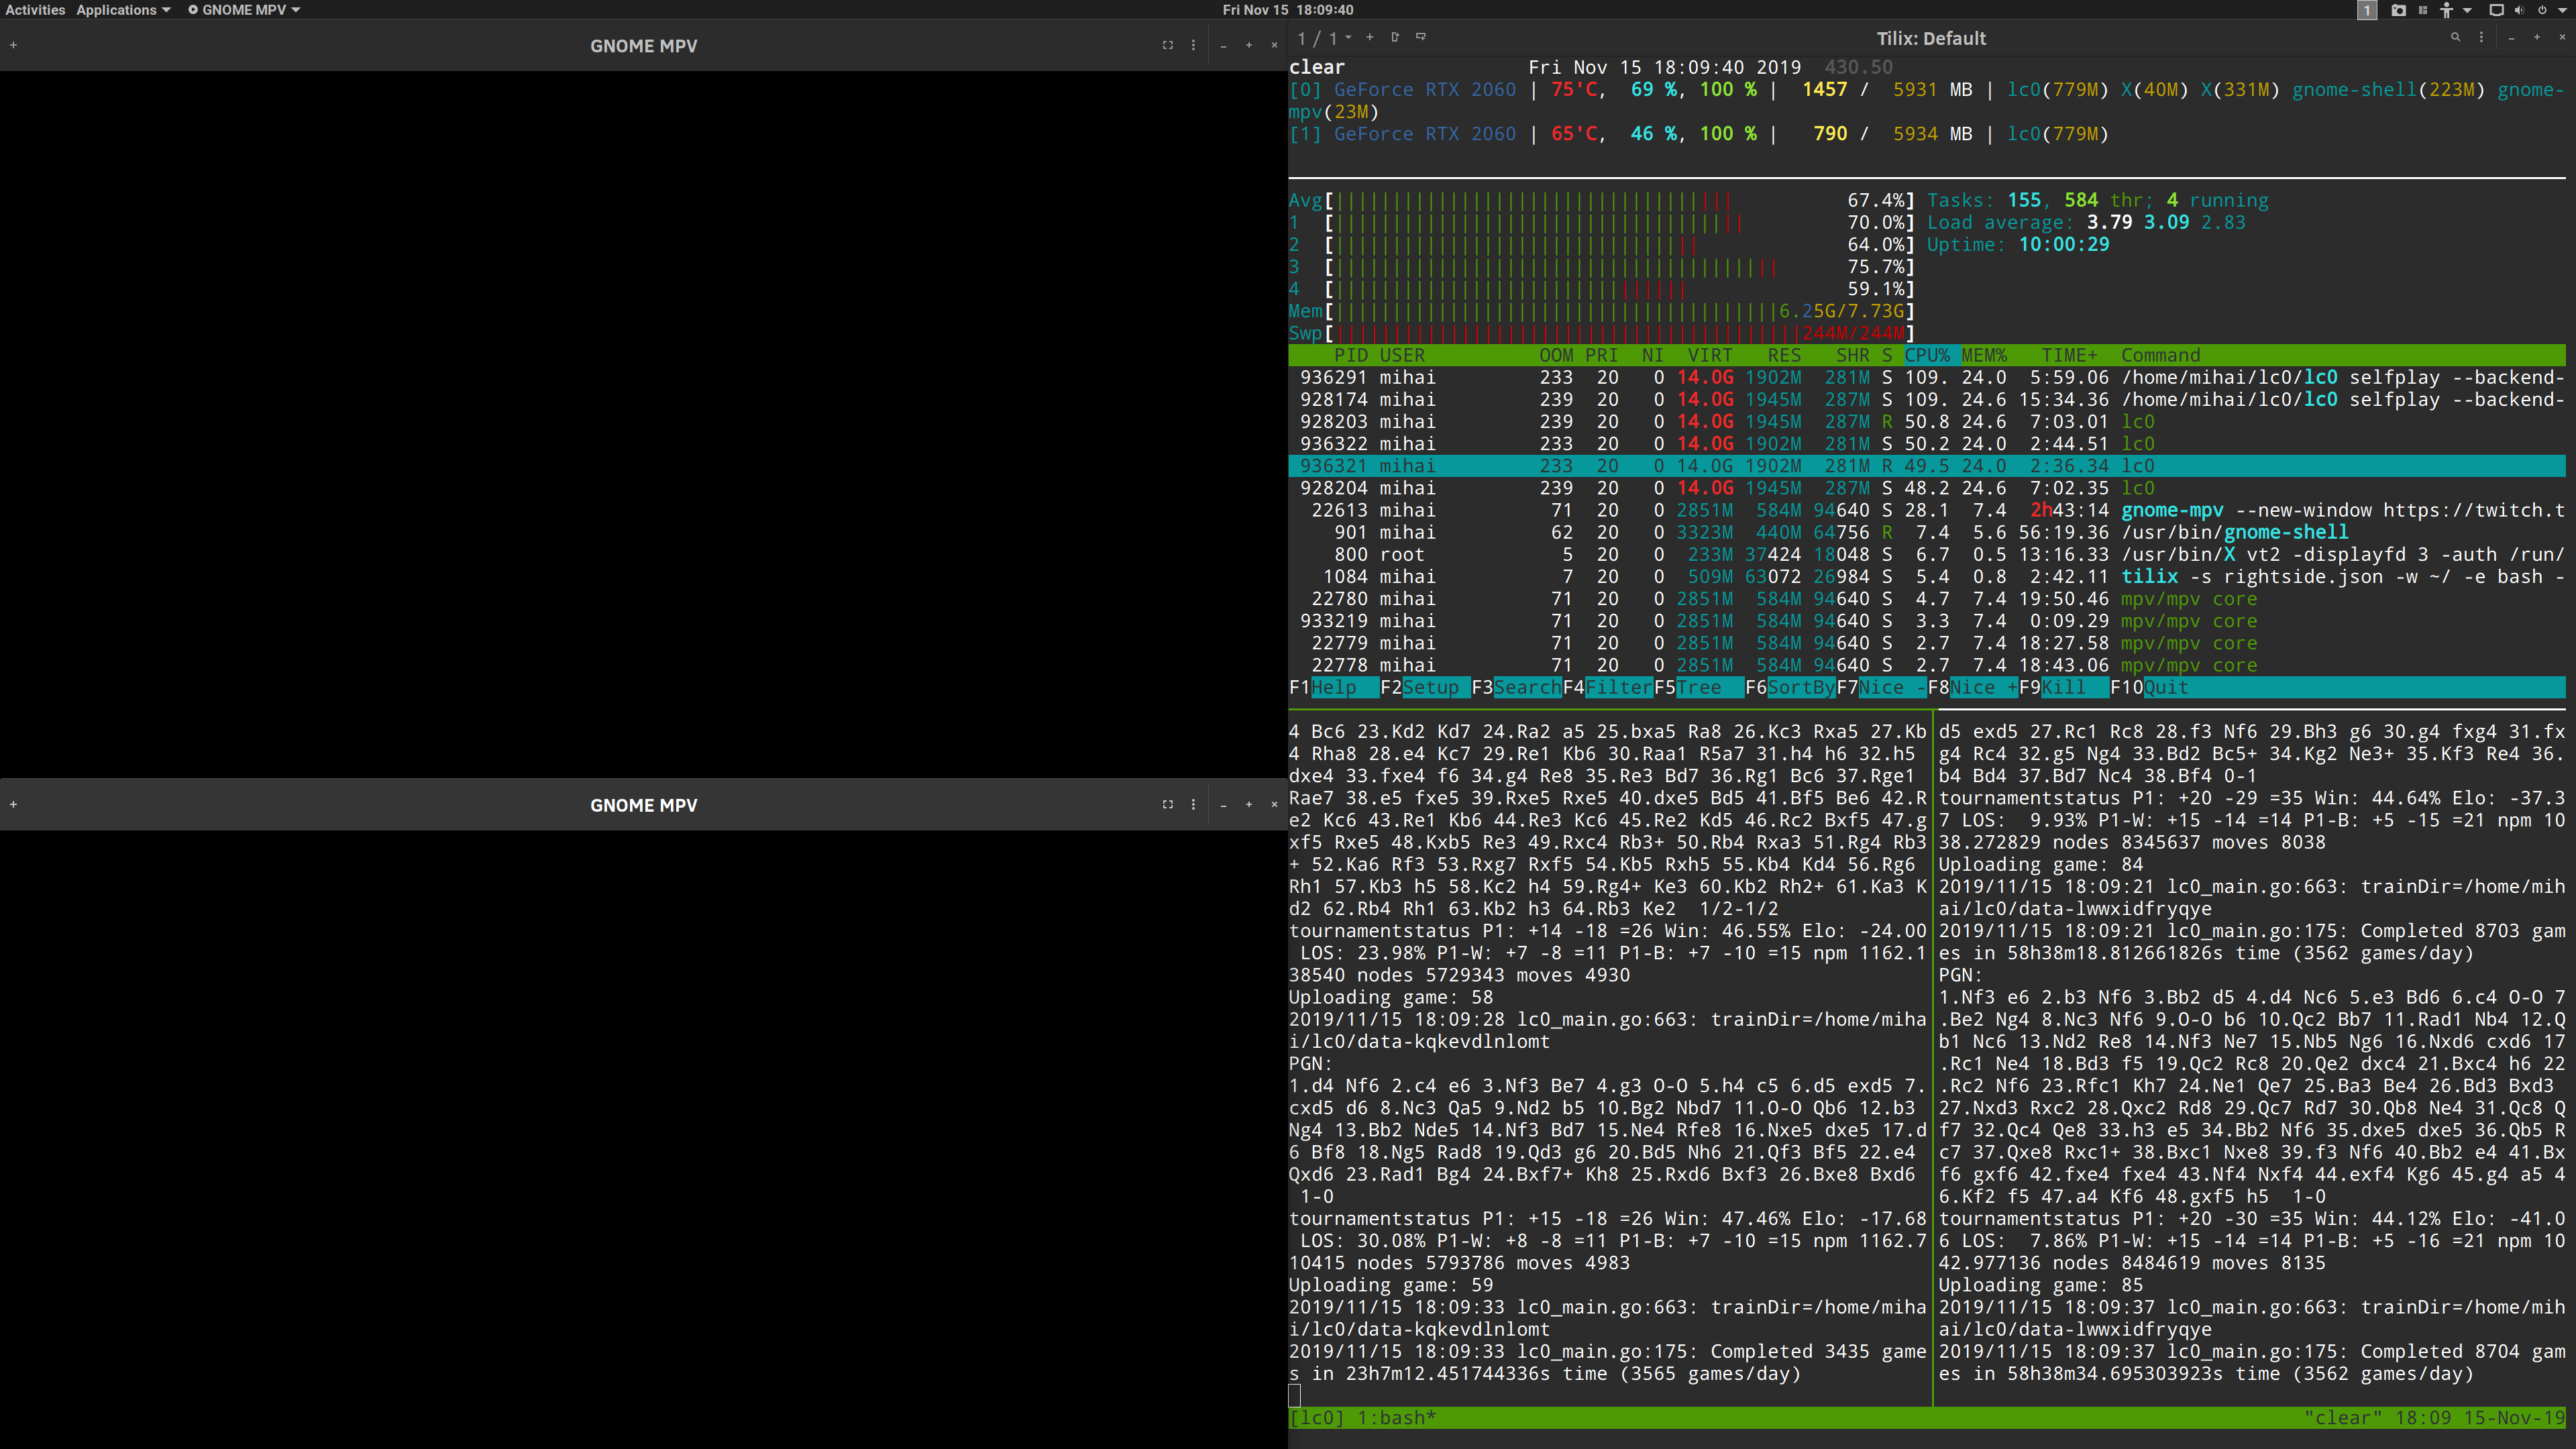 Activities Applications GNOME MPV Fri Nov 15 18:09:40 1
GNOME MPV
GNOME MPV
1 / 1 Tilix: Default
clear Fri Nov 15 18:09:40 2019 430.50
[0] GeForce RTX 2060 | 75'C, 69 %, 100 % | 1457 / 5931 MB | lc0(779M) X(40M) X(331M) gnome-shell(223M) gnome-
mpv(23M)
[1] GeForce RTX 2060 | 65'C, 46 %, 100 % | 790 / 5934 MB | lc0(779M)
Avg[ 67.4%] Tasks: 155, 584 thr; 4 running
1 [ 70.0%] Load average: 3.79 3.09 2.83
2 [ 64.0%] Uptime: 10:00:29
3 [ 75.7%]
4 [ 59.1%]
Mem[ 6.25G/7.73G]
Swp[ 244M/244M]
PID USER OOM PRI NI VIRT RES SHR S CPU% MEM% TIME+ Command
936291 mihai 233 20 0 14.0G 1902M 281M S 109. 24.0 5:59.06 /home/mihai/lc0/lc0 selfplay --backend-
928174 mihai 239 20 0 14.0G 1945M 287M S 109. 24.6 15:34.36 /home/mihai/lc0/lc0 selfplay --backend-
928203 mihai 239 20 0 14.0G 1945M 287M R 50.8 24.6 7:03.01 lc0
936322 mihai 233 20 0 14.0G 1902M 281M S 50.2 24.0 2:44.51 lc0
936321 mihai 233 20 0 14.0G 1902M 281M R 49.5 24.0 2:36.34 lc0
928204 mihai 239 20 0 14.0G 1945M 287M S 48.2 24.6 7:02.35 lc0
22613 mihai 71 20 0 2851M 584M 94640 S 28.1 7.4 2h43:14 gnome-mpv --new-window https://twitch.t
901 mihai 62 20 0 3323M 440M 64756 R 7.4 5.6 56:19.36 /usr/bin/gnome-shell
800 root 5 20 0 233M 37424 18048 S 6.7 0.5 13:16.33 /usr/bin/X vt2 -displayfd 3 -auth /run/
1084 mihai 7 20 0 509M 63072 26984 S 5.4 0.8 2:42.11 tilix -s rightside.json -w ~/ -e bash -
22780 mihai 71 20 0 2851M 584M 94640 S 4.7 7.4 19:50.46 mpv/mpv core
933219 mihai 71 20 0 2851M 584M 94640 S 3.3 7.4 0:09.29 mpv/mpv core
22779 mihai 71 20 0 2851M 584M 94640 S 2.7 7.4 18:27.58 mpv/mpv core
22778 mihai 71 20 0 2851M 584M 94640 S 2.7 7.4 18:43.06 mpv/mpv core
F1Help F2Setup F3SearchF4FilterF5Tree F6SortByF7Nice -F8Nice +F9Kill F10Quit
4 Bc6 23.Kd2 Kd7 24.Ra2 a5 25.bxa5 Ra8 26.Kc3 Rxa5 27.Kb
4 Rha8 28.e4 Kc7 29.Re1 Kb6 30.Raa1 R5a7 31.h4 h6 32.h5
dxe4 33.fxe4 f6 34.g4 Re8 35.Re3 Bd7 36.Rg1 Bc6 37.Rge1
Rae7 38.e5 fxe5 39.Rxe5 Rxe5 40.dxe5 Bd5 41.Bf5 Be6 42.R
e2 Kc6 43.Re1 Kb6 44.Re3 Kc6 45.Re2 Kd5 46.Rc2 Bxf5 47.g
xf5 Rxe5 48.Kxb5 Re3 49.Rxc4 Rb3+ 50.Rb4 Rxa3 51.Rg4 Rb3
+ 52.Ka6 Rf3 53.Rxg7 Rxf5 54.Kb5 Rxh5 55.Kb4 Kd4 56.Rg6
Rh1 57.Kb3 h5 58.Kc2 h4 59.Rg4+ Ke3 60.Kb2 Rh2+ 61.Ka3 K
d2 62.Rb4 Rh1 63.Kb2 h3 64.Rb3 Ke2 1/2-1/2
tournamentstatus P1: +14 -18 =26 Win: 46.55% Elo: -24.00
LOS: 23.98% P1-W: +7 -8 =11 P1-B: +7 -10 =15 npm 1162.1
38540 nodes 5729343 moves 4930
Uploading game: 58
2019/11/15 18:09:28 lc0_main.go:663: trainDir=/home/miha
i/lc0/data-kqkevdlnlomt
PGN:
1.d4 Nf6 2.c4 e6 3.Nf3 Be7 4.g3 O-O 5.h4 c5 6.d5 exd5 7.
cxd5 d6 8.Nc3 Qa5 9.Nd2 b5 10.Bg2 Nbd7 11.O-O Qb6 12.b3
Ng4 13.Bb2 Nde5 14.Nf3 Bd7 15.Ne4 Rfe8 16.Nxe5 dxe5 17.d
6 Bf8 18.Ng5 Rad8 19.Qd3 g6 20.Bd5 Nh6 21.Qf3 Bf5 22.e4
Qxd6 23.Rad1 Bg4 24.Bxf7+ Kh8 25.Rxd6 Bxf3 26.Bxe8 Bxd6
1-0
tournamentstatus P1: +15 -18 =26 Win: 47.46% Elo: -17.68
LOS: 30.08% P1-W: +8 -8 =11 P1-B: +7 -10 =15 npm 1162.7
10415 nodes 5793786 moves 4983
Uploading game: 59
2019/11/15 18:09:33 lc0_main.go:663: trainDir=/home/miha
i/lc0/data-kqkevdlnlomt
2019/11/15 18:09:33 lc0_main.go:175: Completed 3435 game
s in 23h7m12.451744336s time (3565 games/day)
d5 exd5 27.Rc1 Rc8 28.f3 Nf6 29.Bh3 g6 30.g4 fxg4 31.fx
g4 Rc4 32.g5 Ng4 33.Bd2 Bc5+ 34.Kg2 Ne3+ 35.Kf3 Re4 36.
b4 Bd4 37.Bd7 Nc4 38.Bf4 0-1
tournamentstatus P1: +20 -29 =35 Win: 44.64% Elo: -37.3
7 LOS: 9.93% P1-W: +15 -14 =14 P1-B: +5 -15 =21 npm 10
38.272829 nodes 8345637 moves 8038
Uploading game: 84
2019/11/15 18:09:21 lc0_main.go:663: trainDir=/home/mih
ai/lc0/data-lwwxidfryqye
2019/11/15 18:09:21 lc0_main.go:175: Completed 8703 gam
es in 58h38m18.812661826s time (3562 games/day)
PGN:
1.Nf3 e6 2.b3 Nf6 3.Bb2 d5 4.d4 Nc6 5.e3 Bd6 6.c4 O-O 7
.Be2 Ng4 8.Nc3 Nf6 9.O-O b6 10.Qc2 Bb7 11.Rad1 Nb4 12.Q
b1 Nc6 13.Nd2 Re8 14.Nf3 Ne7 15.Nb5 Ng6 16.Nxd6 cxd6 17
.Rc1 Ne4 18.Bd3 f5 19.Qc2 Rc8 20.Qe2 dxc4 21.Bxc4 h6 22
.Rc2 Nf6 23.Rfc1 Kh7 24.Ne1 Qe7 25.Ba3 Be4 26.Bd3 Bxd3
27.Nxd3 Rxc2 28.Qxc2 Rd8 29.Qc7 Rd7 30.Qb8 Ne4 31.Qc8 Q
f7 32.Qc4 Qe8 33.h3 e5 34.Bb2 Nf6 35.dxe5 dxe5 36.Qb5 R
c7 37.Qxe8 Rxc1+ 38.Bxc1 Nxe8 39.f3 Nf6 40.Bb2 e4 41.Bx
f6 gxf6 42.fxe4 fxe4 43.Nf4 Nxf4 44.exf4 Kg6 45.g4 a5 4
6.Kf2 f5 47.a4 Kf6 48.gxf5 h5 1-0
tournamentstatus P1: +20 -30 =35 Win: 44.12% Elo: -41.0
6 LOS: 7.86% P1-W: +15 -14 =14 P1-B: +5 -16 =21 npm 10
42.977136 nodes 8484619 moves 8135
Uploading game: 85
2019/11/15 18:09:37 lc0_main.go:663: trainDir=/home/mih
ai/lc0/data-lwwxidfryqye
2019/11/15 18:09:37 lc0_main.go:175: Completed 8704 gam
es in 58h38m34.695303923s time (3562 games/day)
[lc0] 1:bash* "clear" 18:09 15-Nov-19